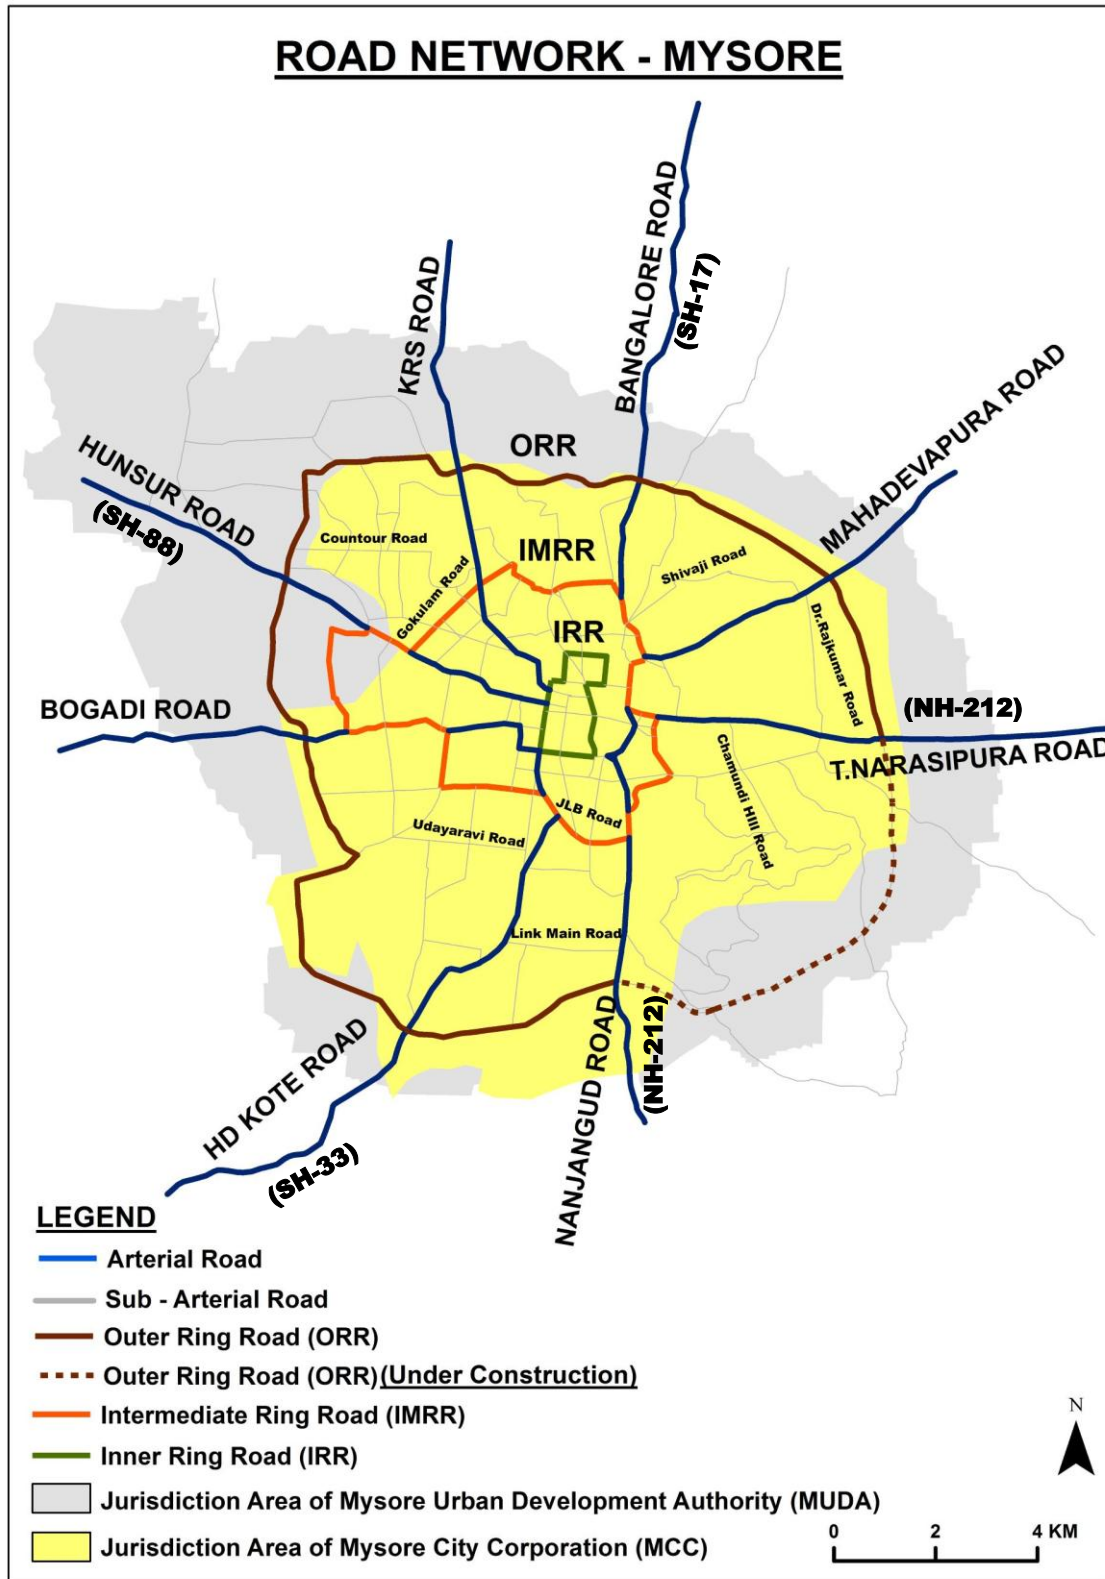 ROAD NETWORK - MYSORE
BANGALORE ROAD
(SH-17)
KRS ROAD
MAHADEVAPURA ROAD
ORR
HUNSUR ROAD
(SH-88)
Countour Road
IMRR
Shivaji Road
Gokulam Road
IRR
Dr.Rajkumar Road
BOGADI ROAD
(NH-212)
T.NARASIPURA ROAD
Chamundi HIll Road
JLB Road
Udayaravi Road
Link Main Road
HD KOTE ROAD
(SH-33)
NANJANGUD ROAD
(NH-212)
LEGEND
Arterial Road
Sub - Arterial Road
Outer Ring Road (ORR)
Outer Ring Road (ORR)(Under Construction)
Intermediate Ring Road (IMRR)
Inner Ring Road (IRR)
Jurisdiction Area of Mysore Urban Development Authority (MUDA)
Jurisdiction Area of Mysore City Corporation (MCC)
N
0 2 4 KM